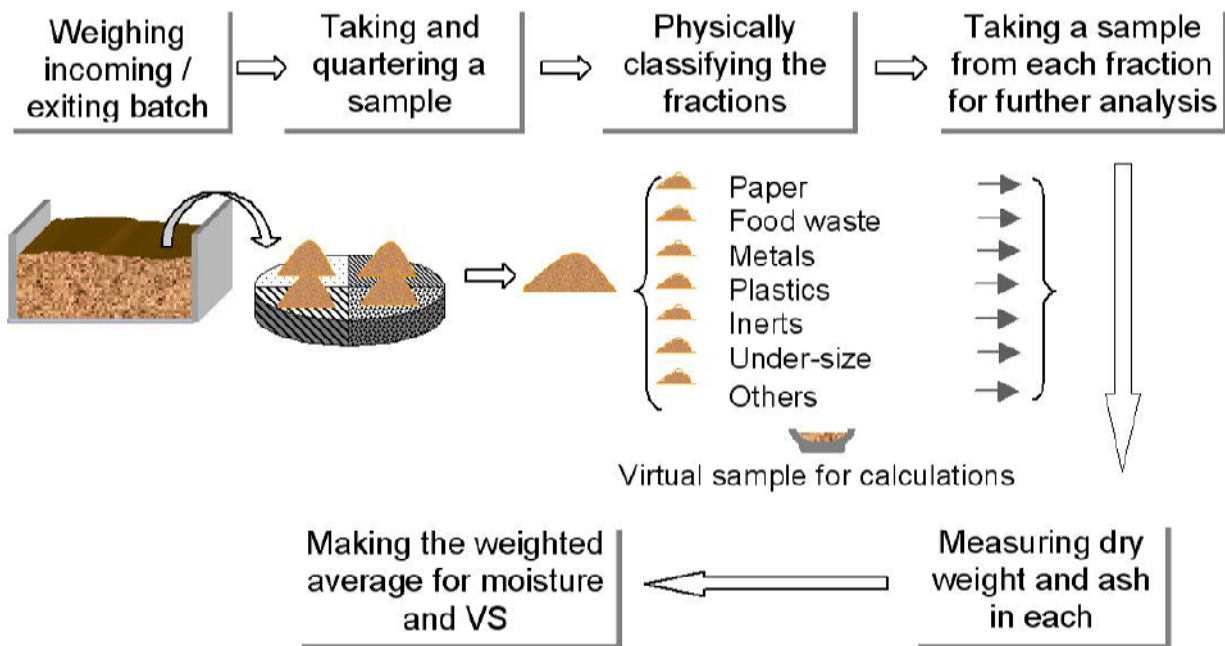 Weighing
incoming /
exiting batch
Taking and
quartering a
sample
Physically
classifying the
fractions
Taking a sample
from each fraction
for further analysis
Paper
Food waste
Metals
Plastics
Inerts
Under-size
Others
Virtual sample for calculations
Making the weighted
average for moisture
and VS
Measuring dry
weight and ash
in each